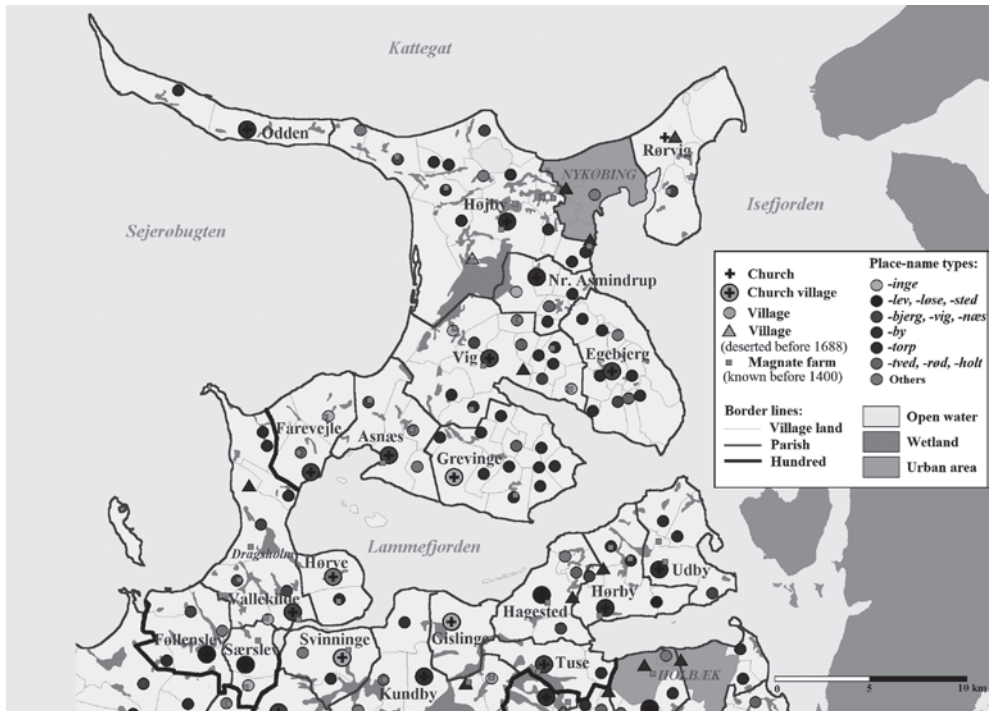 Kattegat
Odden
Rørvig
NYKØBING
Højby
Isefjorden
Sejerøbugten
Nr. Asmindrup
Vig
Egebjerg
Fårevejle
Asnæs
Grevinge
Lammefjorden
Dragsholm
Hørve
Udby
Vallekilde
Hagested
Hørby
Føllenslev
Særslev
Svinninge
Gislinge
Kundby
Tuse
HOLBÆK
Church
Church village
Village
Village
(deserted before 1688)
Magnate farm
(known before 1400)
Place-name types:
-inge
-lev, -løse, -sted
-bjerg, -vig, -næs
-by
-torp
-tved, -rød, -holt
Others
Border lines:
Village land
Parish
Hundred
Open water
Wetland
Urban area
0 5 10 km